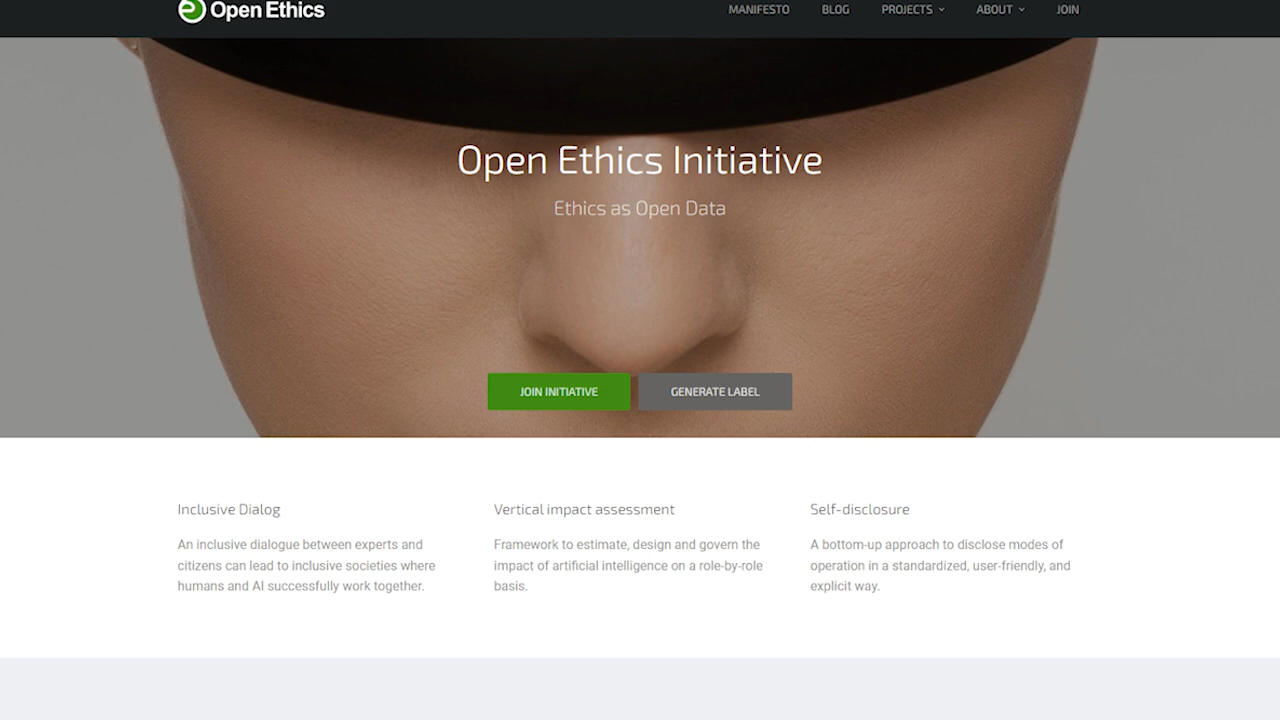 Open Ethics
MANIFESTO BLOG PROJECTS ABOUT JOIN
Open Ethics Initiative
Ethics as Open Data
JOIN INITIATIVE GENERATE LABEL
Inclusive Dialog
An inclusive dialogue between experts and
citizens can lead to inclusive societies where
humans and AI successfully work together.
Vertical impact assessment
Framework to estimate, design and govern the
impact of artificial intelligence on a role-by-role
basis.
Self-disclosure
A bottom-up approach to disclose modes of
operation in a standardized, user-friendly, and
explicit way.